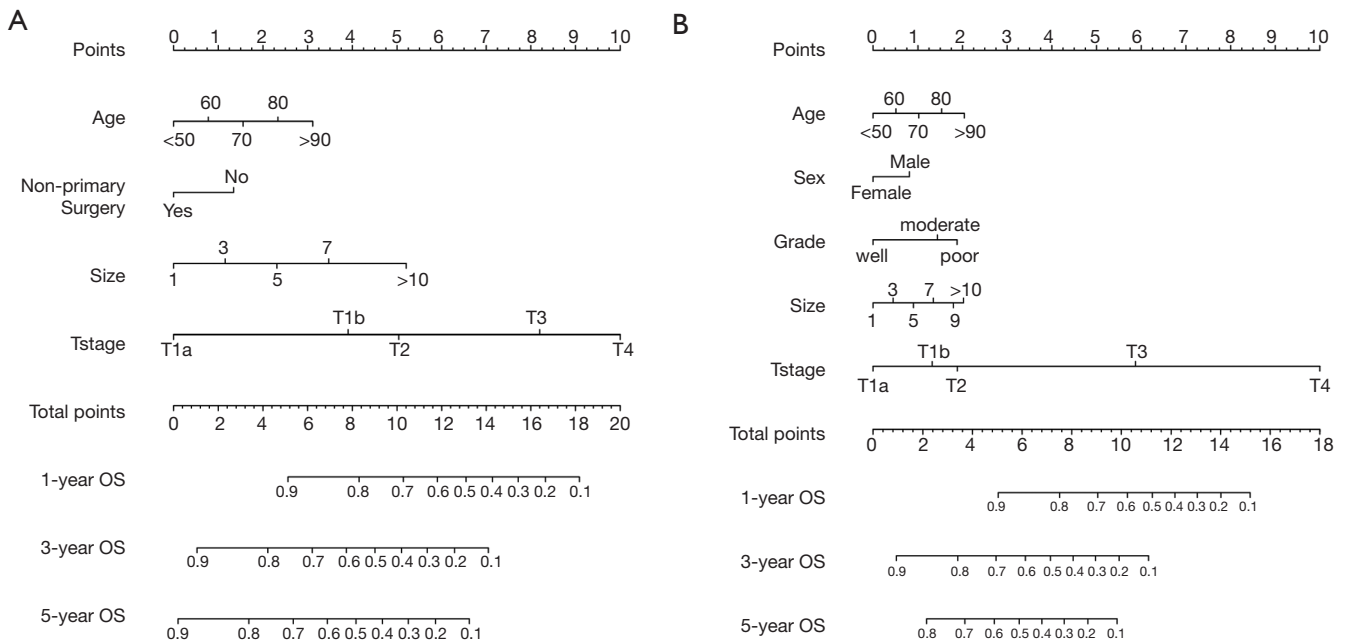 A
Points 0 1 2 3 4 5 6 7 8 9 10
60 80
Age
<50 70 >90
No
Non-primary
Surgery
Yes
3 7
Size
1 5 >10
T1b T3
Tstage
T1a T2 T4
Total points
0 2 4 6 8 10 12 14 16 18 20
1-year OS
0.9 0.8 0.7 0.6 0.5 0.4 0.3 0.2 0.1
3-year OS
0.9 0.8 0.7 0.6 0.5 0.4 0.3 0.2 0.1
5-year OS
0.9 0.8 0.7 0.6 0.5 0.4 0.3 0.2 0.1
B
Points 0 1 2 3 4 5 6 7 8 9 10
60 80
Age
<50 70 >90
Male
Sex
Female
moderate
Grade
well poor
3 7 >10
Size
1 5 9
T1b T3
Tstage
T1a T2 T4
Total points
0 2 4 6 8 10 12 14 16 18
1-year OS
0.9 0.8 0.7 0.6 0.5 0.4 0.3 0.2 0.1
3-year OS
0.9 0.8 0.7 0.6 0.5 0.4 0.3 0.2 0.1
5-year OS
0.8 0.7 0.6 0.5 0.4 0.3 0.2 0.1